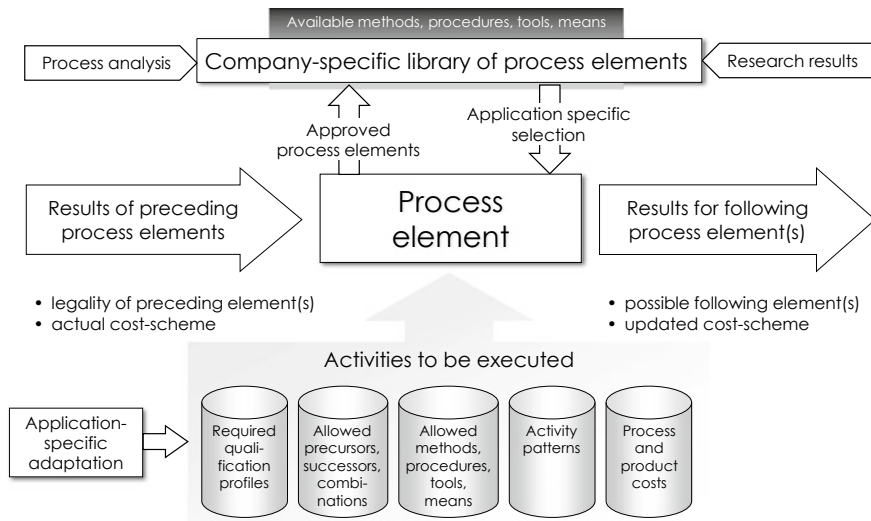 Available methods, procedures, tools, means
Process analysis
Company-specific library of process elements
Research results
Approved
process elements
Application specific
selection
Results of preceding
process elements
Process
element
Results for following
process element(s)
• legality of preceding element(s)
• actual cost-scheme
• possible following element(s)
• updated cost-scheme
Activities to be executed
Application-
specific
adaptation
Required
quali-
fication
profiles
Allowed
precursors,
successors,
combi-
nations
Allowed
methods,
procedures,
tools,
means
Activity
patterns
Process
and
product
costs